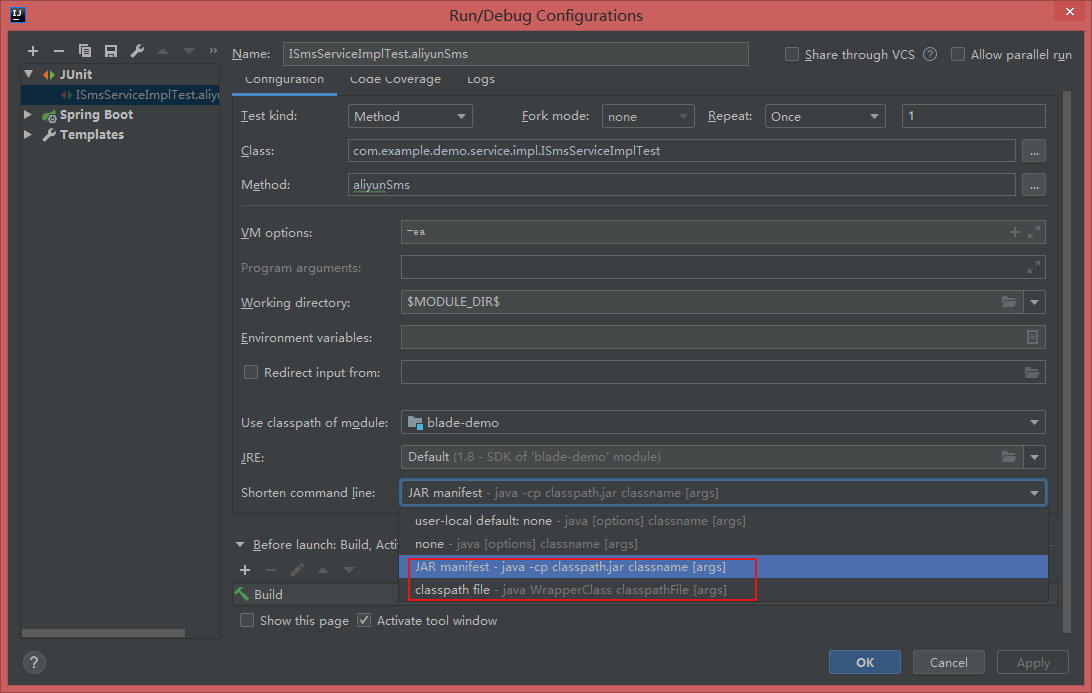 Run/Debug Configurations
Name: ISmsServiceImplTest.aliyunSms Share through VCS ? Allow parallel run
JUnit
ISmsServiceImplTest.aliyu
Spring Boot
Templates
Configuration Code Coverage Logs
Test kind: Method Fork mode: none Repeat: Once 1
Class: com.example.demo.service.impl.ISmsServiceImplTest ...
Method: aliyunSms ...
VM options: -ea
Program arguments:
Working directory: $MODULE_DIR$
Environment variables:
Redirect input from:
Use classpath of module: blade-demo
JRE: Default (1.8 - SDK of 'blade-demo' module)
Shorten command line: JAR manifest - java -cp classpath.jar classname [args]
user-local default: none - java [options] classname [args]
none - java [options] classname [args]
JAR manifest - java -cp classpath.jar classname [args]
classpath file - java WrapperClass classpathFile [args]
Before launch: Build, Acti
Build
Show this page Activate tool window
? OK Cancel Apply